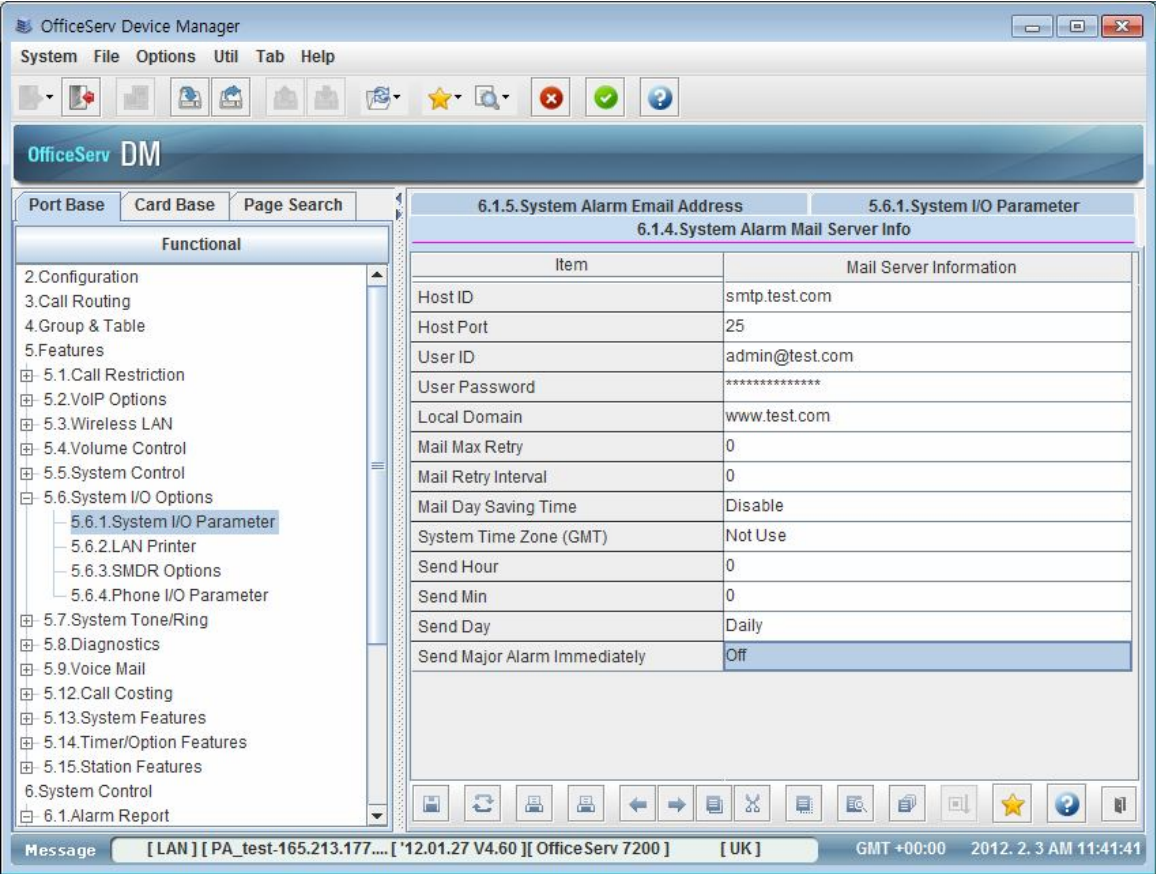 OfficeServ Device Manager
System File Options Util Tab Help
OfficeServ DM
Port Base Card Base Page Search
Functional
2.Configuration
3.Call Routing
4.Group & Table
5.Features
5.1.Call Restriction
5.2.VoIP Options
5.3.Wireless LAN
5.4.Volume Control
5.5.System Control
5.6.System I/O Options
5.6.1.System I/O Parameter
5.6.2.LAN Printer
5.6.3.SMDR Options
5.6.4.Phone I/O Parameter
5.7.System Tone/Ring
5.8.Diagnostics
5.9.Voice Mail
5.12.Call Costing
5.13.System Features
5.14.Timer/Option Features
5.15.Station Features
6.System Control
6.1.Alarm Report
6.1.5.System Alarm Email Address 5.6.1.System I/O Parameter
6.1.4.System Alarm Mail Server Info
Item Mail Server Information
Host ID smtp.test.com
Host Port 25
User ID admin@test.com
User Password **************
Local Domain www.test.com
Mail Max Retry 0
Mail Retry Interval 0
Mail Day Saving Time Disable
System Time Zone (GMT) Not Use
Send Hour 0
Send Min 0
Send Day Daily
Send Major Alarm Immediately Off
Message [ LAN ] [ PA_test-165.213.177.... [ '12.01.27 V4.60 ][ OfficeServ 7200 ] [ UK ] GMT +00:00 2012. 2. 3 AM 11:41:41